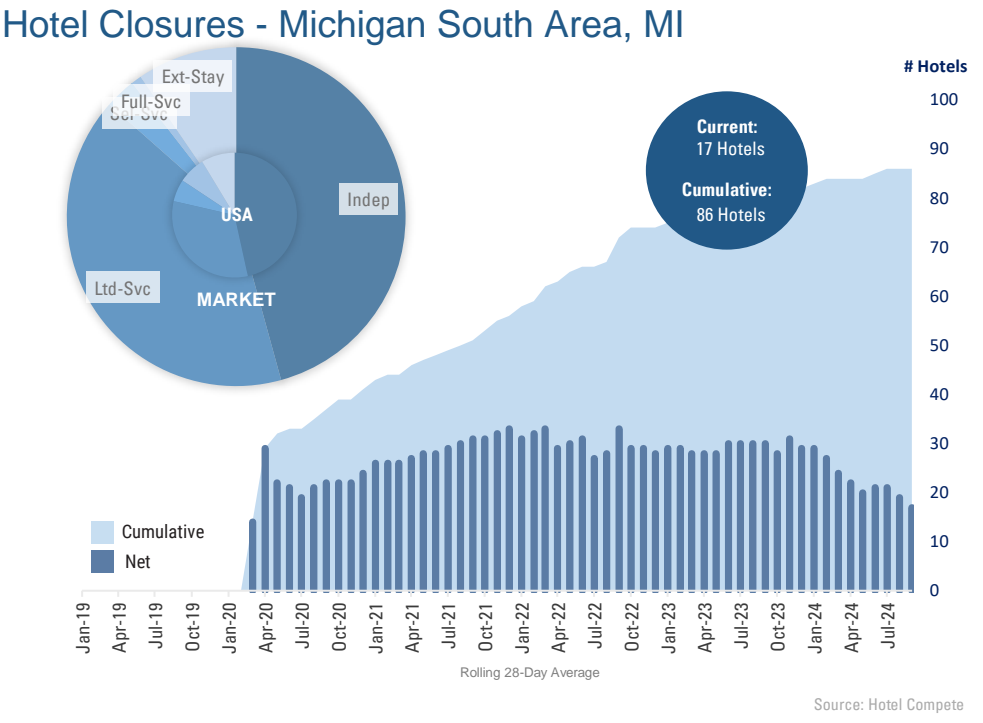 Hotel Closures - Michigan South Area, MI
# Hotels
Ext-Stay
Full-Svc
Sel-Svc
Indep
USA
Ltd-Svc
MARKET
Current:
17 Hotels
Cumulative:
86 Hotels
100
90
80
70
60
50
40
30
20
10
0
Cumulative
Net
Jan-19
Apr-19
Jul-19
Oct-19
Jan-20
Apr-20
Jul-20
Oct-20
Jan-21
Apr-21
Jul-21
Oct-21
Jan-22
Apr-22
Jul-22
Oct-22
Jan-23
Apr-23
Jul-23
Oct-23
Jan-24
Apr-24
Jul-24
Rolling 28-Day Average
Source: Hotel Compete